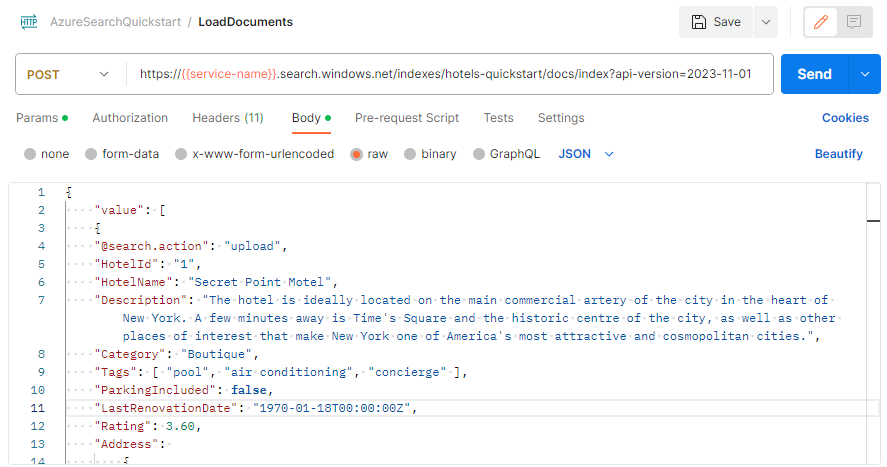 HTTP AzureSearchQuickstart / LoadDocuments Save
POST https://{{service-name}}.search.windows.net/indexes/hotels-quickstart/docs/index?api-version=2023-11-01 Send
Params Authorization Headers (11) Body Pre-request Script Tests Settings Cookies
none form-data x-www-form-urlencoded raw binary GraphQL JSON Beautify
1 {
2 "value": [
3 {
4 "@search.action": "upload",
5 "HotelId": "1",
6 "HotelName": "Secret Point Motel",
7 "Description": "The hotel is ideally located on the main commercial artery of the city in the heart of
New York. A few minutes away is Time's Square and the historic centre of the city, as well as other
places of interest that make New York one of America's most attractive and cosmopolitan cities.",
8 "Category": "Boutique",
9 "Tags": [ "pool", "air conditioning", "concierge" ],
10 "ParkingIncluded": false,
11 "LastRenovationDate": "1970-01-18T00:00:00Z",
12 "Rating": 3.60,
13 "Address":
14 {